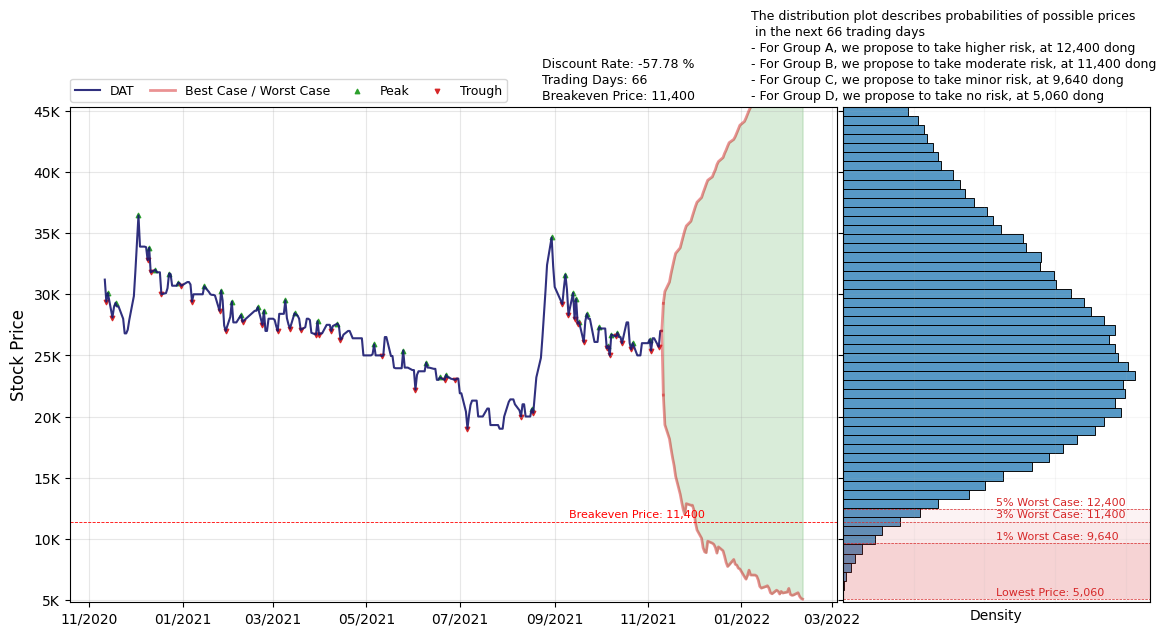 The distribution plot describes probabilities of possible prices
in the next 66 trading days
- For Group A, we propose to take higher risk, at 12,400 dong
- For Group B, we propose to take moderate risk, at 11,400 dong
- For Group C, we propose to take minor risk, at 9,640 dong
- For Group D, we propose to take no risk, at 5,060 dong
Discount Rate: -57.78 %
Trading Days: 66
Breakeven Price: 11,400
DAT Best Case / Worst Case Peak Trough
Stock Price
45K
40K
35K
30K
25K
20K
15K
10K
5K
Breakeven Price: 11,400
5% Worst Case: 12,400
3% Worst Case: 11,400
1% Worst Case: 9,640
Lowest Price: 5,060
11/2020 01/2021 03/2021 05/2021 07/2021 09/2021 11/2021 01/2022 03/2022
Density